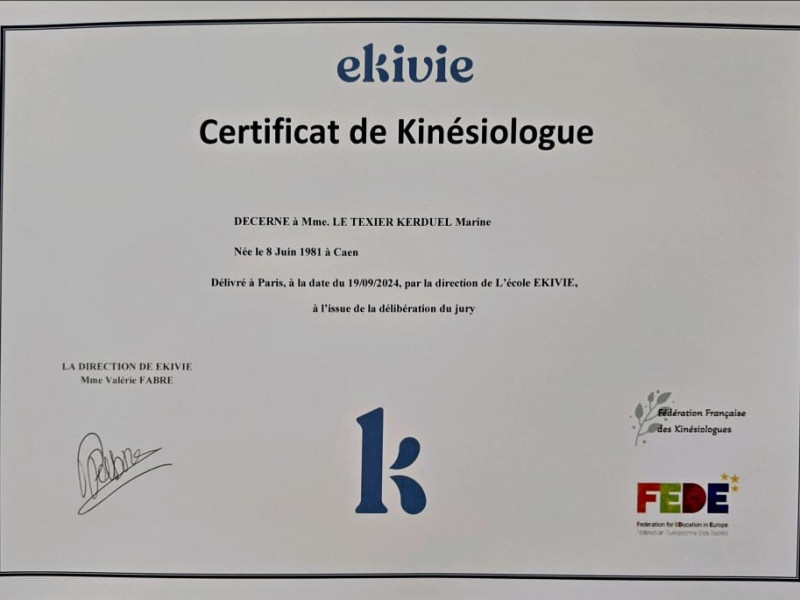 ekivie
Certificat de Kinésiologue
DECERNE à Mme. LE TEXIER KERDUEL Marine
Née le 8 Juin 1981 à Caen
Délivré à Paris, à la date du 19/09/2024, par la direction de L'école EKIVIE,
à l'issue de la délibération du jury
LA DIRECTION DE EKIVIE
Mme Valérie FABRE
k
Fédération Française
des Kinésiologues
FEDE
Federation for EDucation in Europe